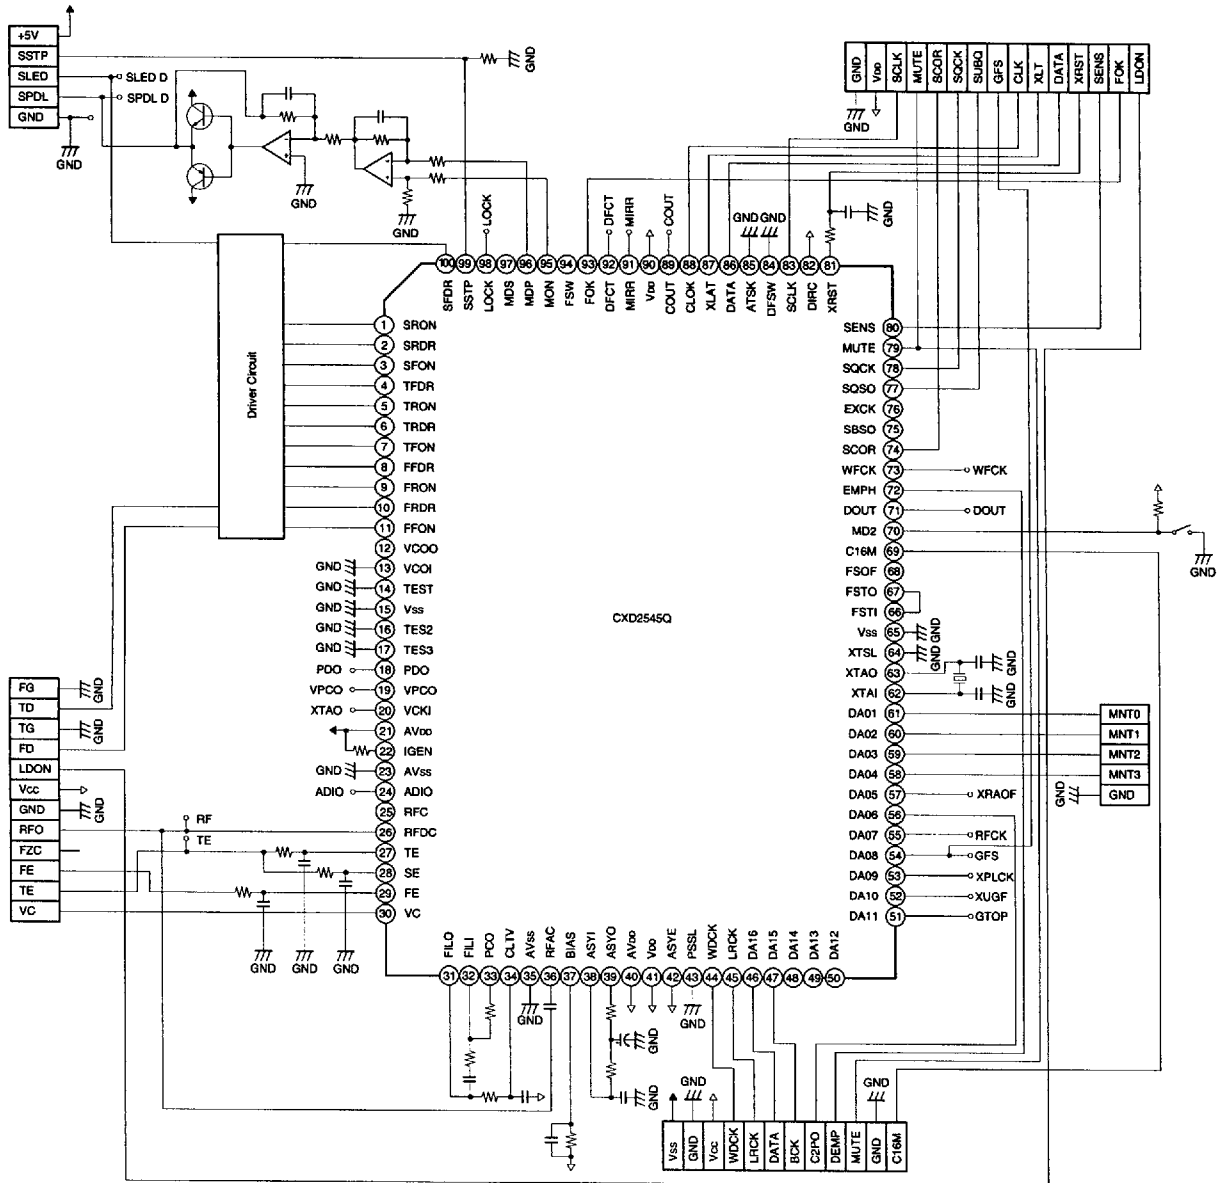 +5V
SSTP
SLED
SPDL
GND
SLED D
SPDL D
GND
GND
GND
GND
GND
VDD
SCLK
MUTE
SCOR
SQCK
SUBQ
GFS
CLK
XLT
DATA
XRST
SENS
FOK
LDON
GND
LOCK
DFCT
MIRR
COUT
GND
GND
GND
100
99
98
97
96
95
94
93
92
91
90
89
88
87
86
85
84
83
82
81
SFDR
SSTP
LOCK
MDS
MDP
MON
FSW
FOK
DFCT
MIRR
VDD
COUT
CLOK
XLAT
DATA
ATSK
DFSW
SCLK
DIRC
XRST
Driver Circuit
1 SRON
2 SRDR
3 SFON
4 TFDR
5 TRON
6 TRDR
7 TFON
8 FFDR
9 FRON
10 FRDR
11 FFON
12 VCOO
GND 13 VCOI
GND 14 TEST
GND 15 Vss
GND 16 TES2
GND 17 TES3
PDO 18 PDO
VPCO 19 VPCO
XTAO 20 VCKI
21 AVDD
22 IGEN
GND 23 AVss
ADIO 24 ADIO
25 RFC
26 RFDC
27 TE
28 SE
29 FE
30 VC
CXD2545Q
SENS 80
MUTE 79
SQCK 78
SQSO 77
EXCK 76
SBSO 75
SCOR 74
WFCK 73 WFCK
EMPH 72
DOUT 71 DOUT
MD2 70
C16M 69
GND
FSOF 68
FSTO 67
FSTI 66
Vss 65 GND
XTSL 64 GND
XTAO 63 GND
XTAI 62 GND
DA01 61
DA02 60
DA03 59
DA04 58
DA05 57 XRAOF
DA06 56
DA07 55 RFCK
DA08 54 GFS
DA09 53 XPLCK
DA10 52 XUGF
DA11 51 GTOP
MNT0
MNT1
MNT2
MNT3
GND
GND
FG
TD
TG
FD
LDON
Vcc
GND
RFO
FZC
FE
TE
VC
GND
GND
GND
RF
TE
GND
GND
GND
FILO
FILI
PCO
CLTV
AVss
RFAC
BIAS
ASYI
ASYO
AVDD
VDD
ASYE
PSSL
WDCK
LRCK
DA16
DA15
DA14
DA13
DA12
31
32
33
34
35
36
37
38
39
40
41
42
43
44
45
46
47
48
49
50
GND
GND
GND
GND
GND
GND
Vss
GND
Vcc
WDCK
LRCK
DATA
BCK
C2PO
DEMP
MUTE
GND
C16M